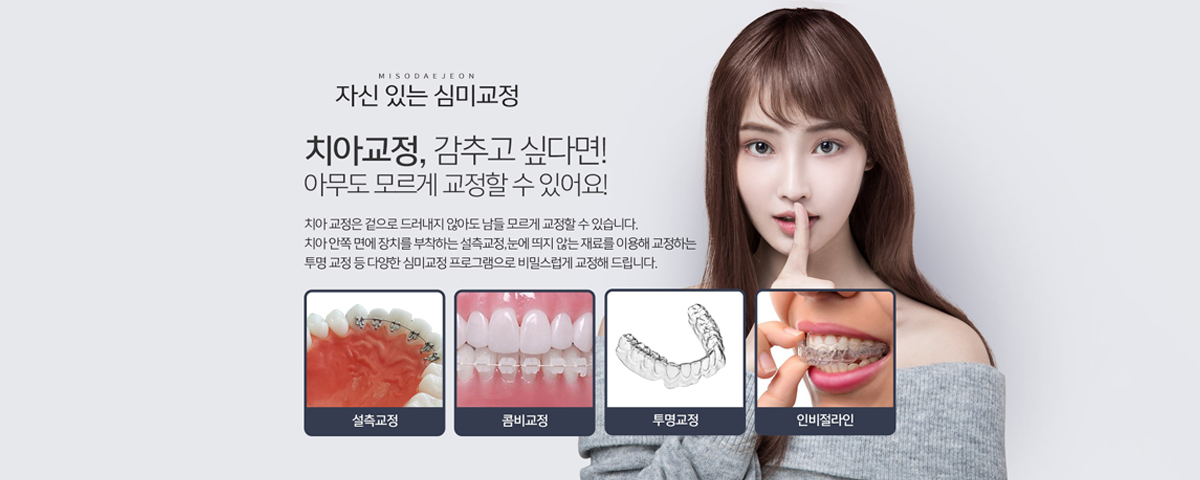 MISODAEJEON
자신 있는 심미교정
치아교정, 감추고 싶다면!
아무도 모르게 교정할 수 있어요!
치아 교정은 겉으로 드러내지 않아도 남들 모르게 교정할 수 있습니다.
치아 안쪽 면에 장치를 부착하는 설측교정,눈에 띄지 않는 재료를 이용해 교정하는
투명 교정 등 다양한 심미교정 프로그램으로 비밀스럽게 교정해 드립니다.
설측교정
콤비교정
투명교정
인비절라인